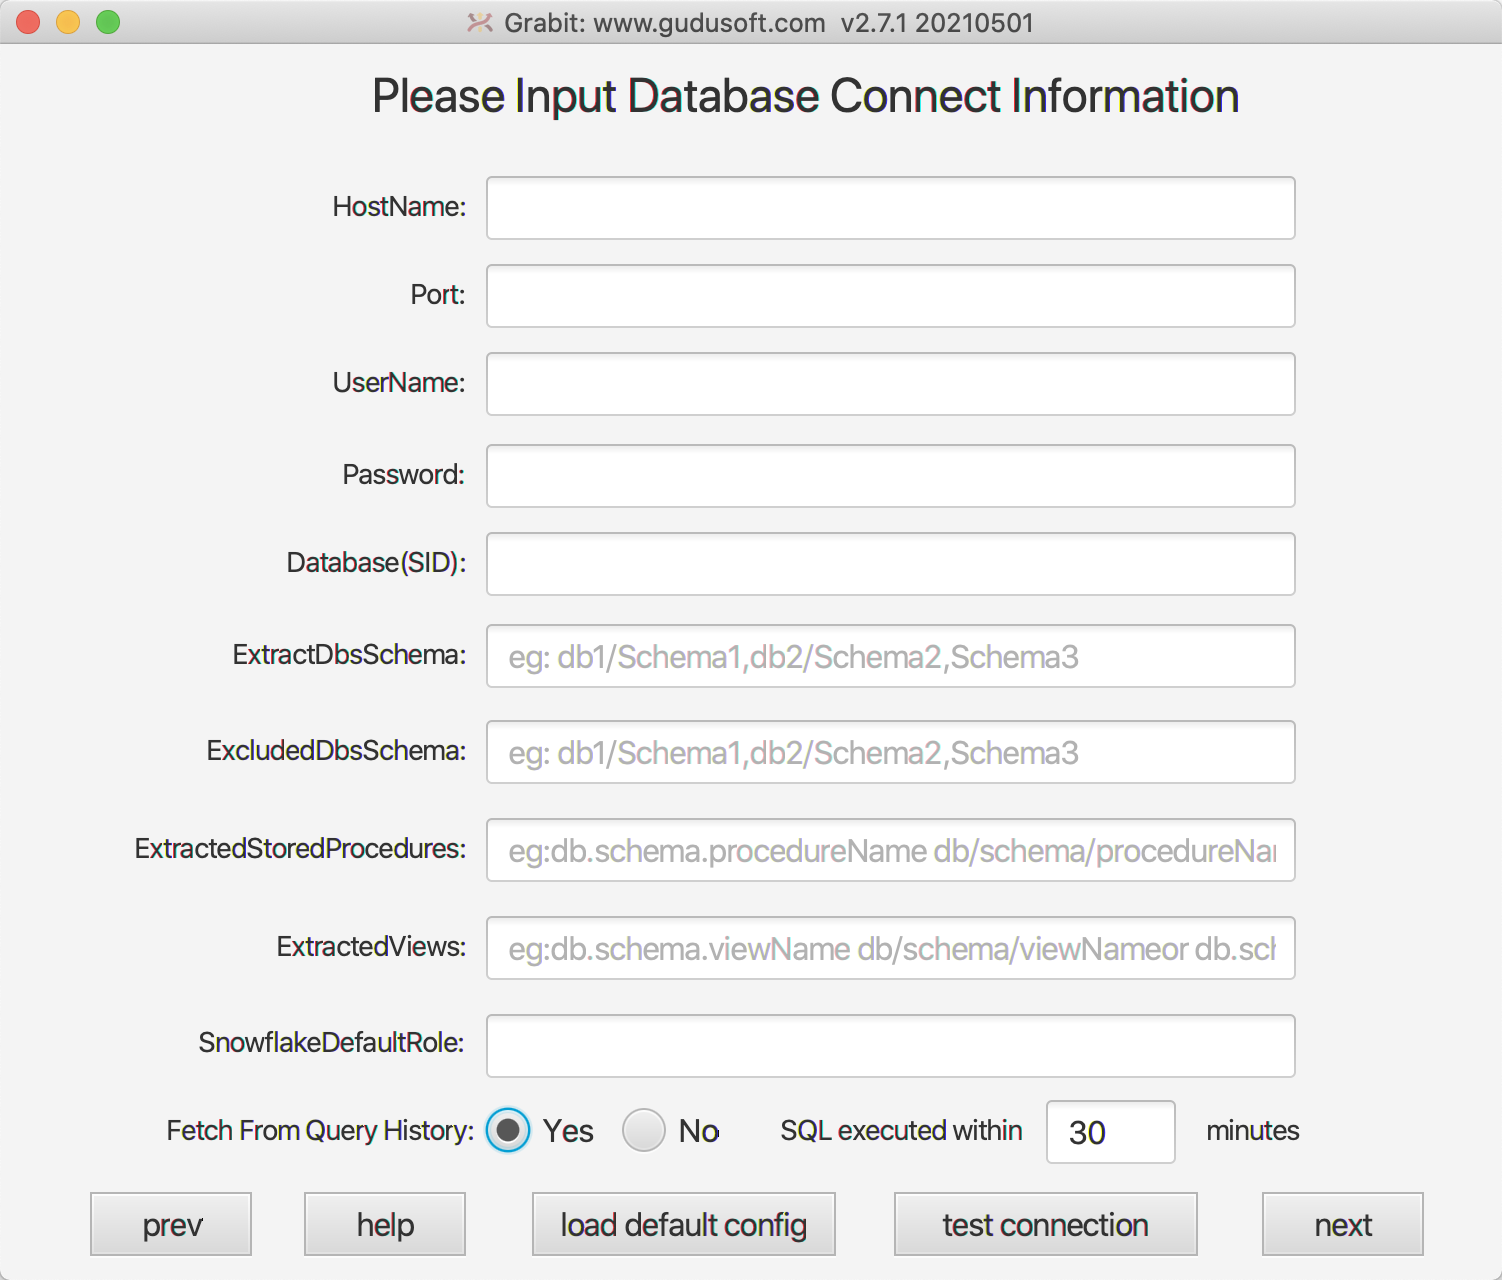 Grabit: www.gudusoft.com v2.7.1 20210501
Please Input Database Connect Information
HostName:
Port:
UserName:
Password:
Database(SID):
ExtractDbsSchema: eg: db1/Schema1,db2/Schema2,Schema3
ExcludedDbsSchema: eg: db1/Schema1,db2/Schema2,Schema3
ExtractedStoredProcedures: eg:db.schema.procedureName db/schema/procedureNa
ExtractedViews: eg:db.schema.viewName db/schema/viewNameor db.sc
SnowflakeDefaultRole:
Fetch From Query History: Yes No SQL executed within 30 minutes
prev help load default config test connection next